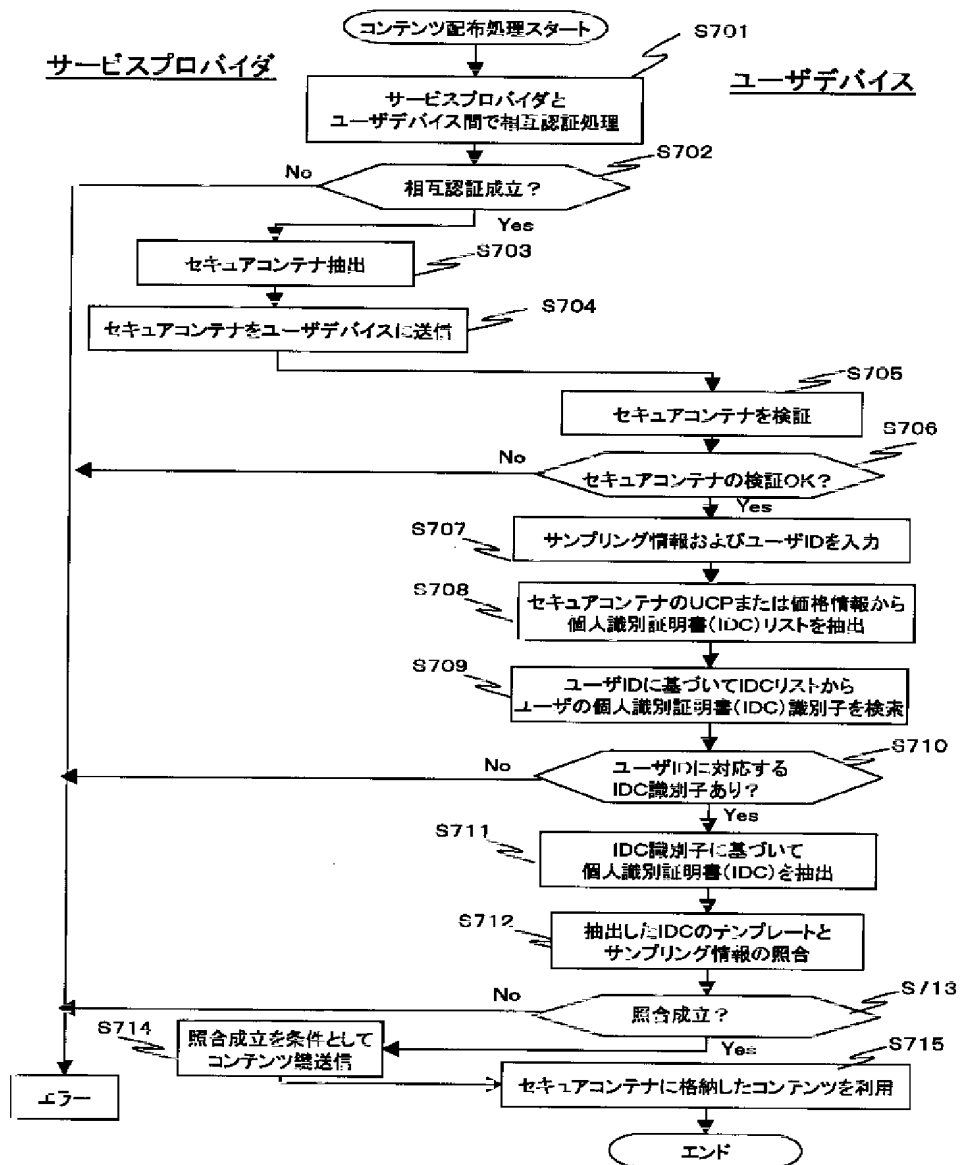 コンテンツ配布処理スタート
S701
サービスプロバイダ
ユーザデバイス
サービスプロバイダと
ユーザデバイス間で相互認証処理
S702
No
相互認証成立？
Yes
S703
セキュアコンテナ抽出
S704
セキュアコンテナをユーザデバイスに送信
S705
セキュアコンテナを検証
S706
No
セキュアコンテナの検証OK？
Yes
S707
サンプリング情報およびユーザIDを入力
S708
セキュアコンテナのUCPまたは価格情報から
個人識別証明書(IDC)リストを抽出
S709
ユーザIDに基づいてIDCリストから
ユーザの個人識別証明書(IDC)識別子を検索
S710
No
ユーザIDに対応する
IDC識別子あり？
Yes
S711
IDC識別子に基づいて
個人識別証明書(IDC)を抽出
S712
抽出したIDCのテンプレートと
サンプリング情報の照合
S713
No
照合成立？
Yes
S714
照合成立を条件として
コンテンツ鍵送信
S715
セキュアコンテナに格納したコンテンツを利用
エラー
エンド